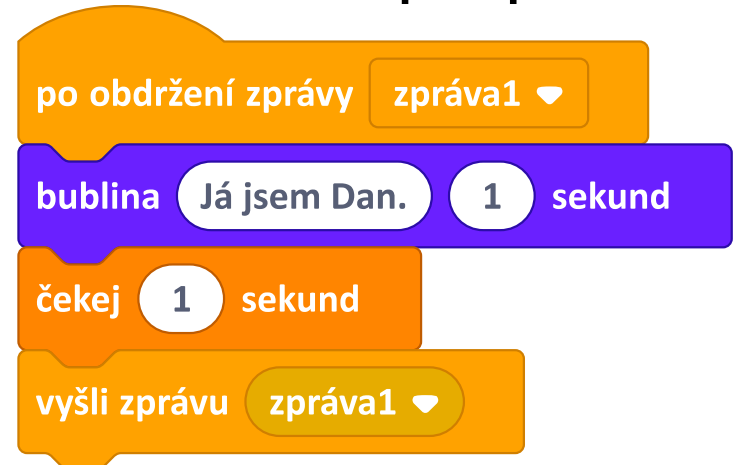 po obdržení zprávy zpráva1
bublina Já jsem Dan. 1 sekund
čekej 1 sekund
vyšli zprávu zpráva1